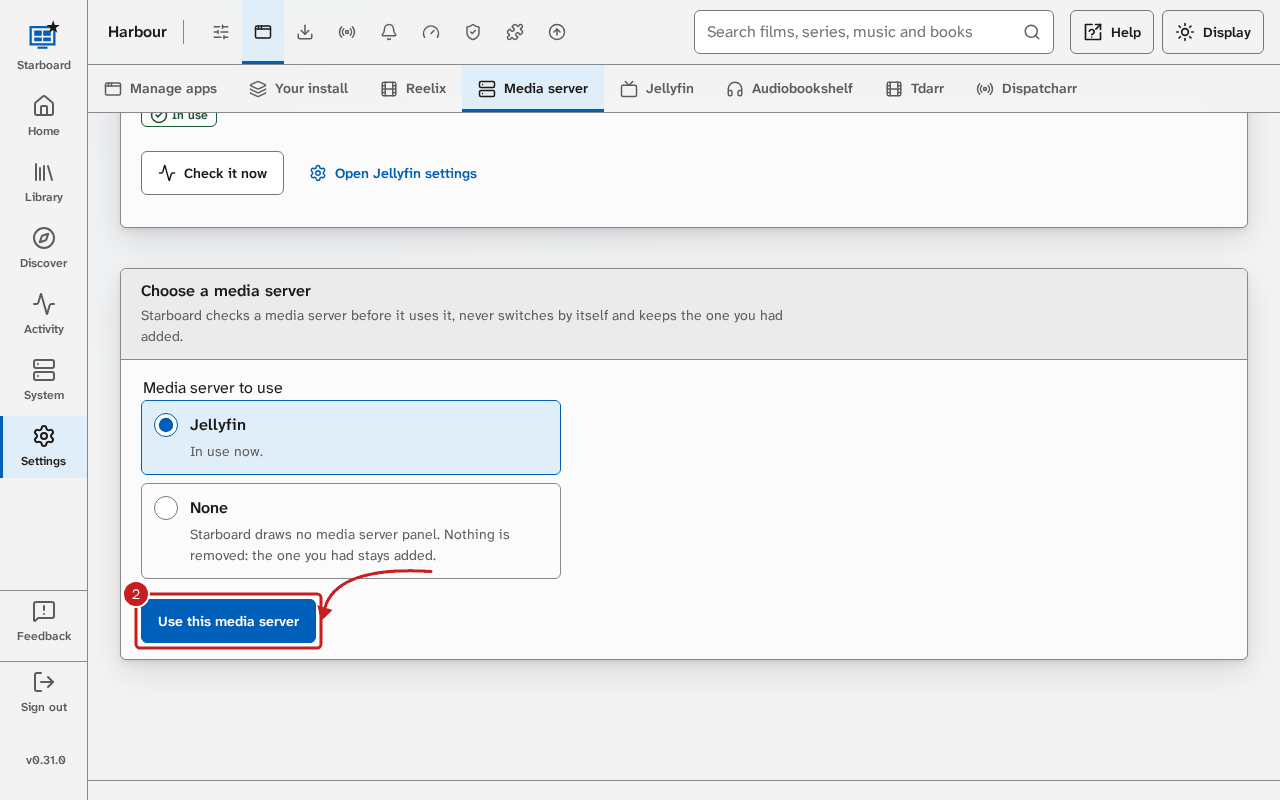 Starboard
Home
Library
Discover
Activity
System
Settings
Feedback
Sign out
v0.31.0
Harbour
Search films, series, music and books
Help
Display
Manage apps
Your install
Reelix
Media server
Jellyfin
Audiobookshelf
Tdarr
Dispatcharr
In use
Check it now
Open Jellyfin settings
Choose a media server
Starboard checks a media server before it uses it, never switches by itself and keeps the one you had
added.
Media server to use
Jellyfin
In use now.
None
Starboard draws no media server panel. Nothing is
removed: the one you had stays added.
2
Use this media server